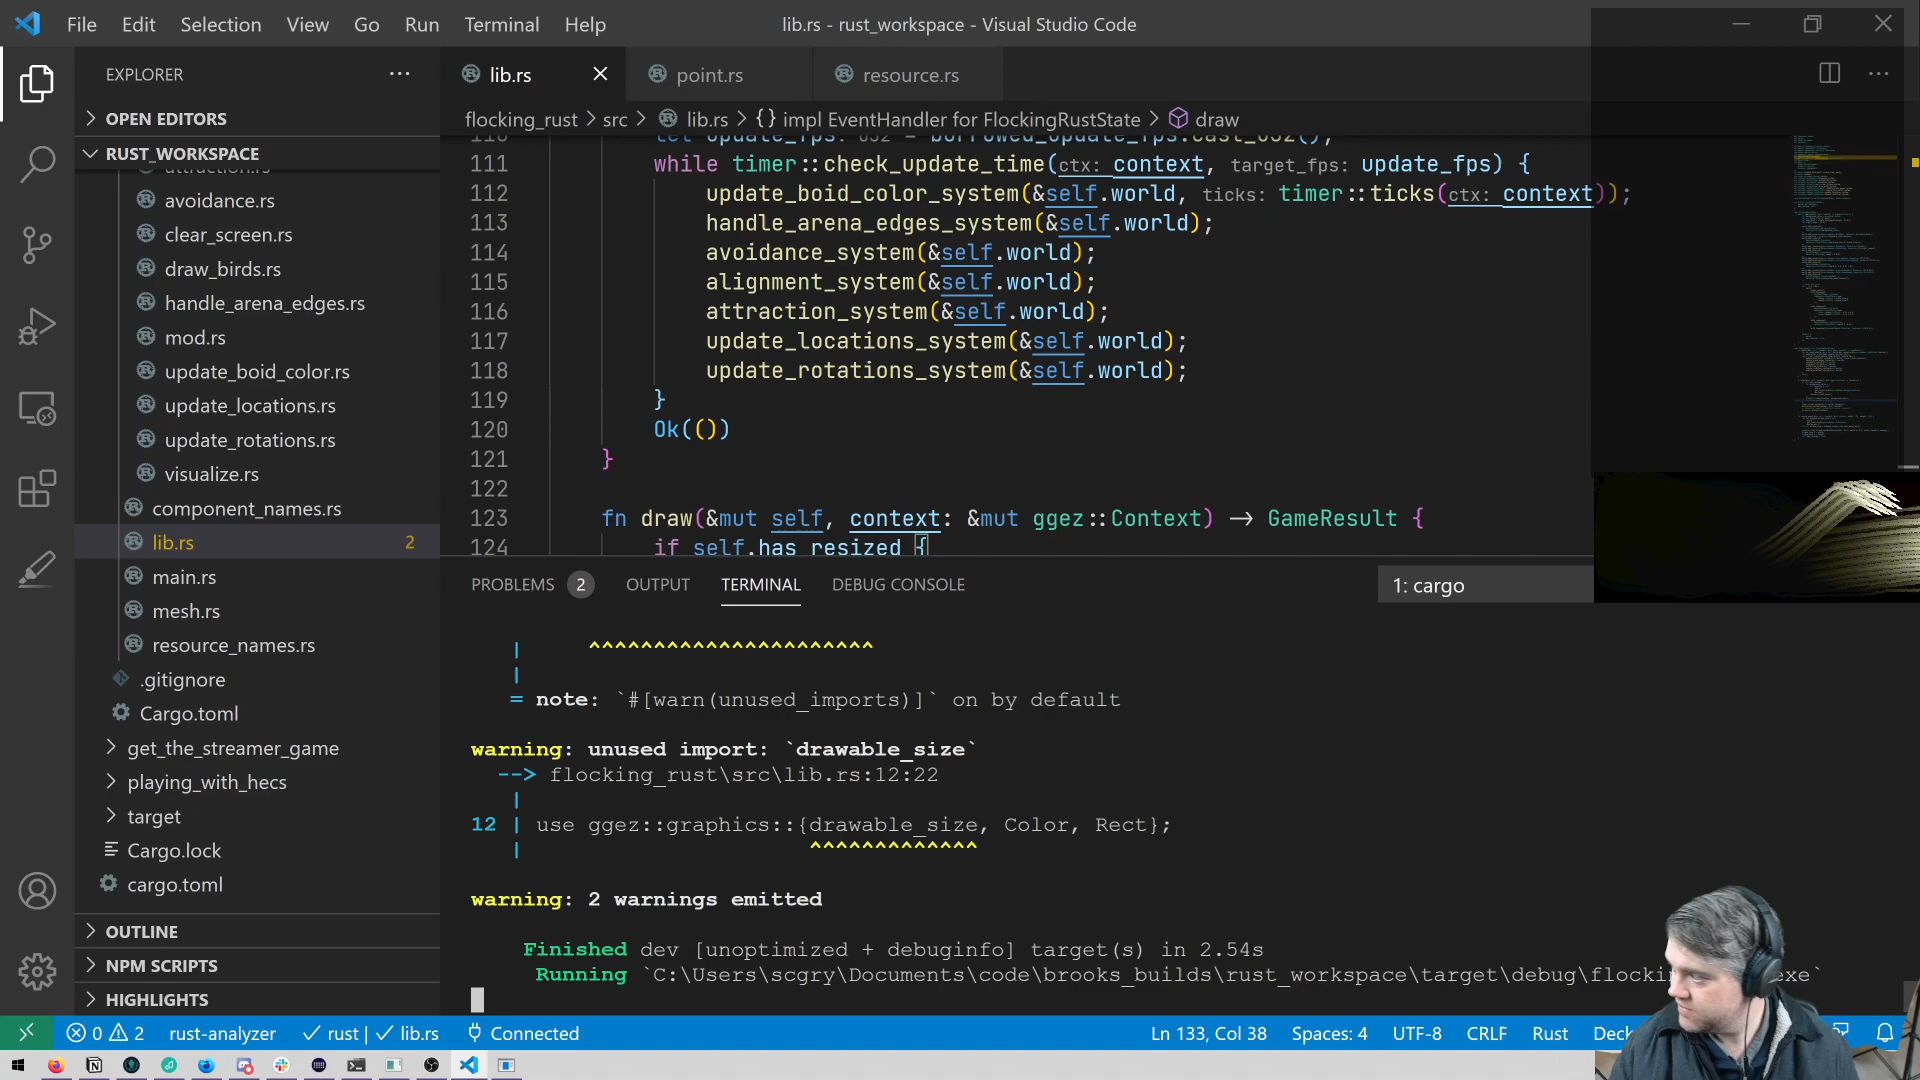 File Edit Selection View Go Run Terminal Help
lib.rs - rust_workspace - Visual Studio Code
EXPLORER
OPEN EDITORS
RUST_WORKSPACE
attraction.rs
avoidance.rs
clear_screen.rs
draw_birds.rs
handle_arena_edges.rs
mod.rs
update_boid_color.rs
update_locations.rs
update_rotations.rs
visualize.rs
component_names.rs
lib.rs 2
main.rs
mesh.rs
resource_names.rs
.gitignore
Cargo.toml
get_the_streamer_game
playing_with_hecs
target
Cargo.lock
cargo.toml
OUTLINE
NPM SCRIPTS
HIGHLIGHTS
lib.rs point.rs resource.rs
flocking_rust > src > lib.rs > {} impl EventHandler for FlockingRustState > draw
111 while timer::check_update_time(ctx: context, target_fps: update_fps) {
112 update_boid_color_system(&self.world, ticks: timer::ticks(ctx: context));
113 handle_arena_edges_system(&self.world);
114 avoidance_system(&self.world);
115 alignment_system(&self.world);
116 attraction_system(&self.world);
117 update_locations_system(&self.world);
118 update_rotations_system(&self.world);
119 }
120 Ok(())
121 }
122
123 fn draw(&mut self, context: &mut ggez::Context) → GameResult {
124 if self.has_resized {
PROBLEMS 2 OUTPUT TERMINAL DEBUG CONSOLE
1: cargo
| ^^^^^^^^^^^^^^^^^^^^^^
|
= note: `#[warn(unused_imports)]` on by default
warning: unused import: `drawable_size`
--> flocking_rust\src\lib.rs:12:22
|
12 | use ggez::graphics::{drawable_size, Color, Rect};
| ^^^^^^^^^^^^^
warning: 2 warnings emitted
Finished dev [unoptimized + debuginfo] target(s) in 2.54s
Running `C:\Users\scgry\Documents\code\brooks_builds\rust_workspace\target\debug\flocki
exe`
0 2 rust-analyzer ✓ rust | ✓ lib.rs Connected
Ln 133, Col 38 Spaces: 4 UTF-8 CRLF Rust